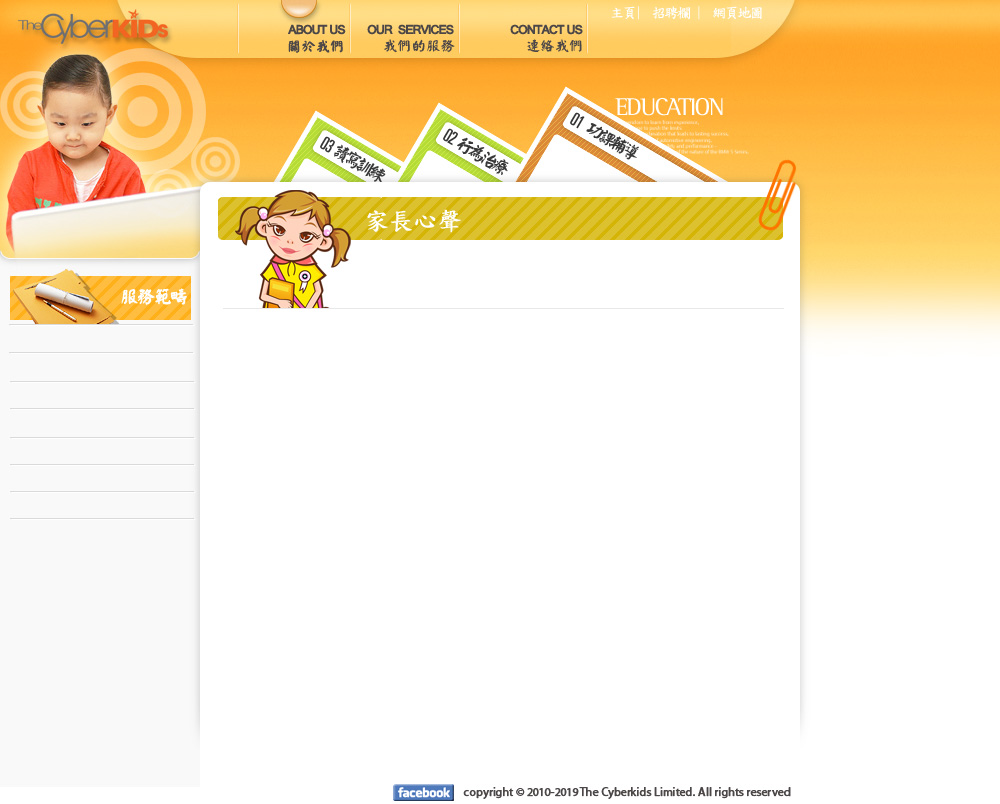 TheCyberKIDs
主頁 | 招聘欄 | 網頁地圖
ABOUT US
關於我們
OUR SERVICES
我們的服務
CONTACT US
連絡我們
EDUCATION
01 功課輔導
02 行為治療
03 讀寫訓練
家長心聲
服務範疇
facebook
copyright © 2010-2019 The Cyberkids Limited. All rights reserved